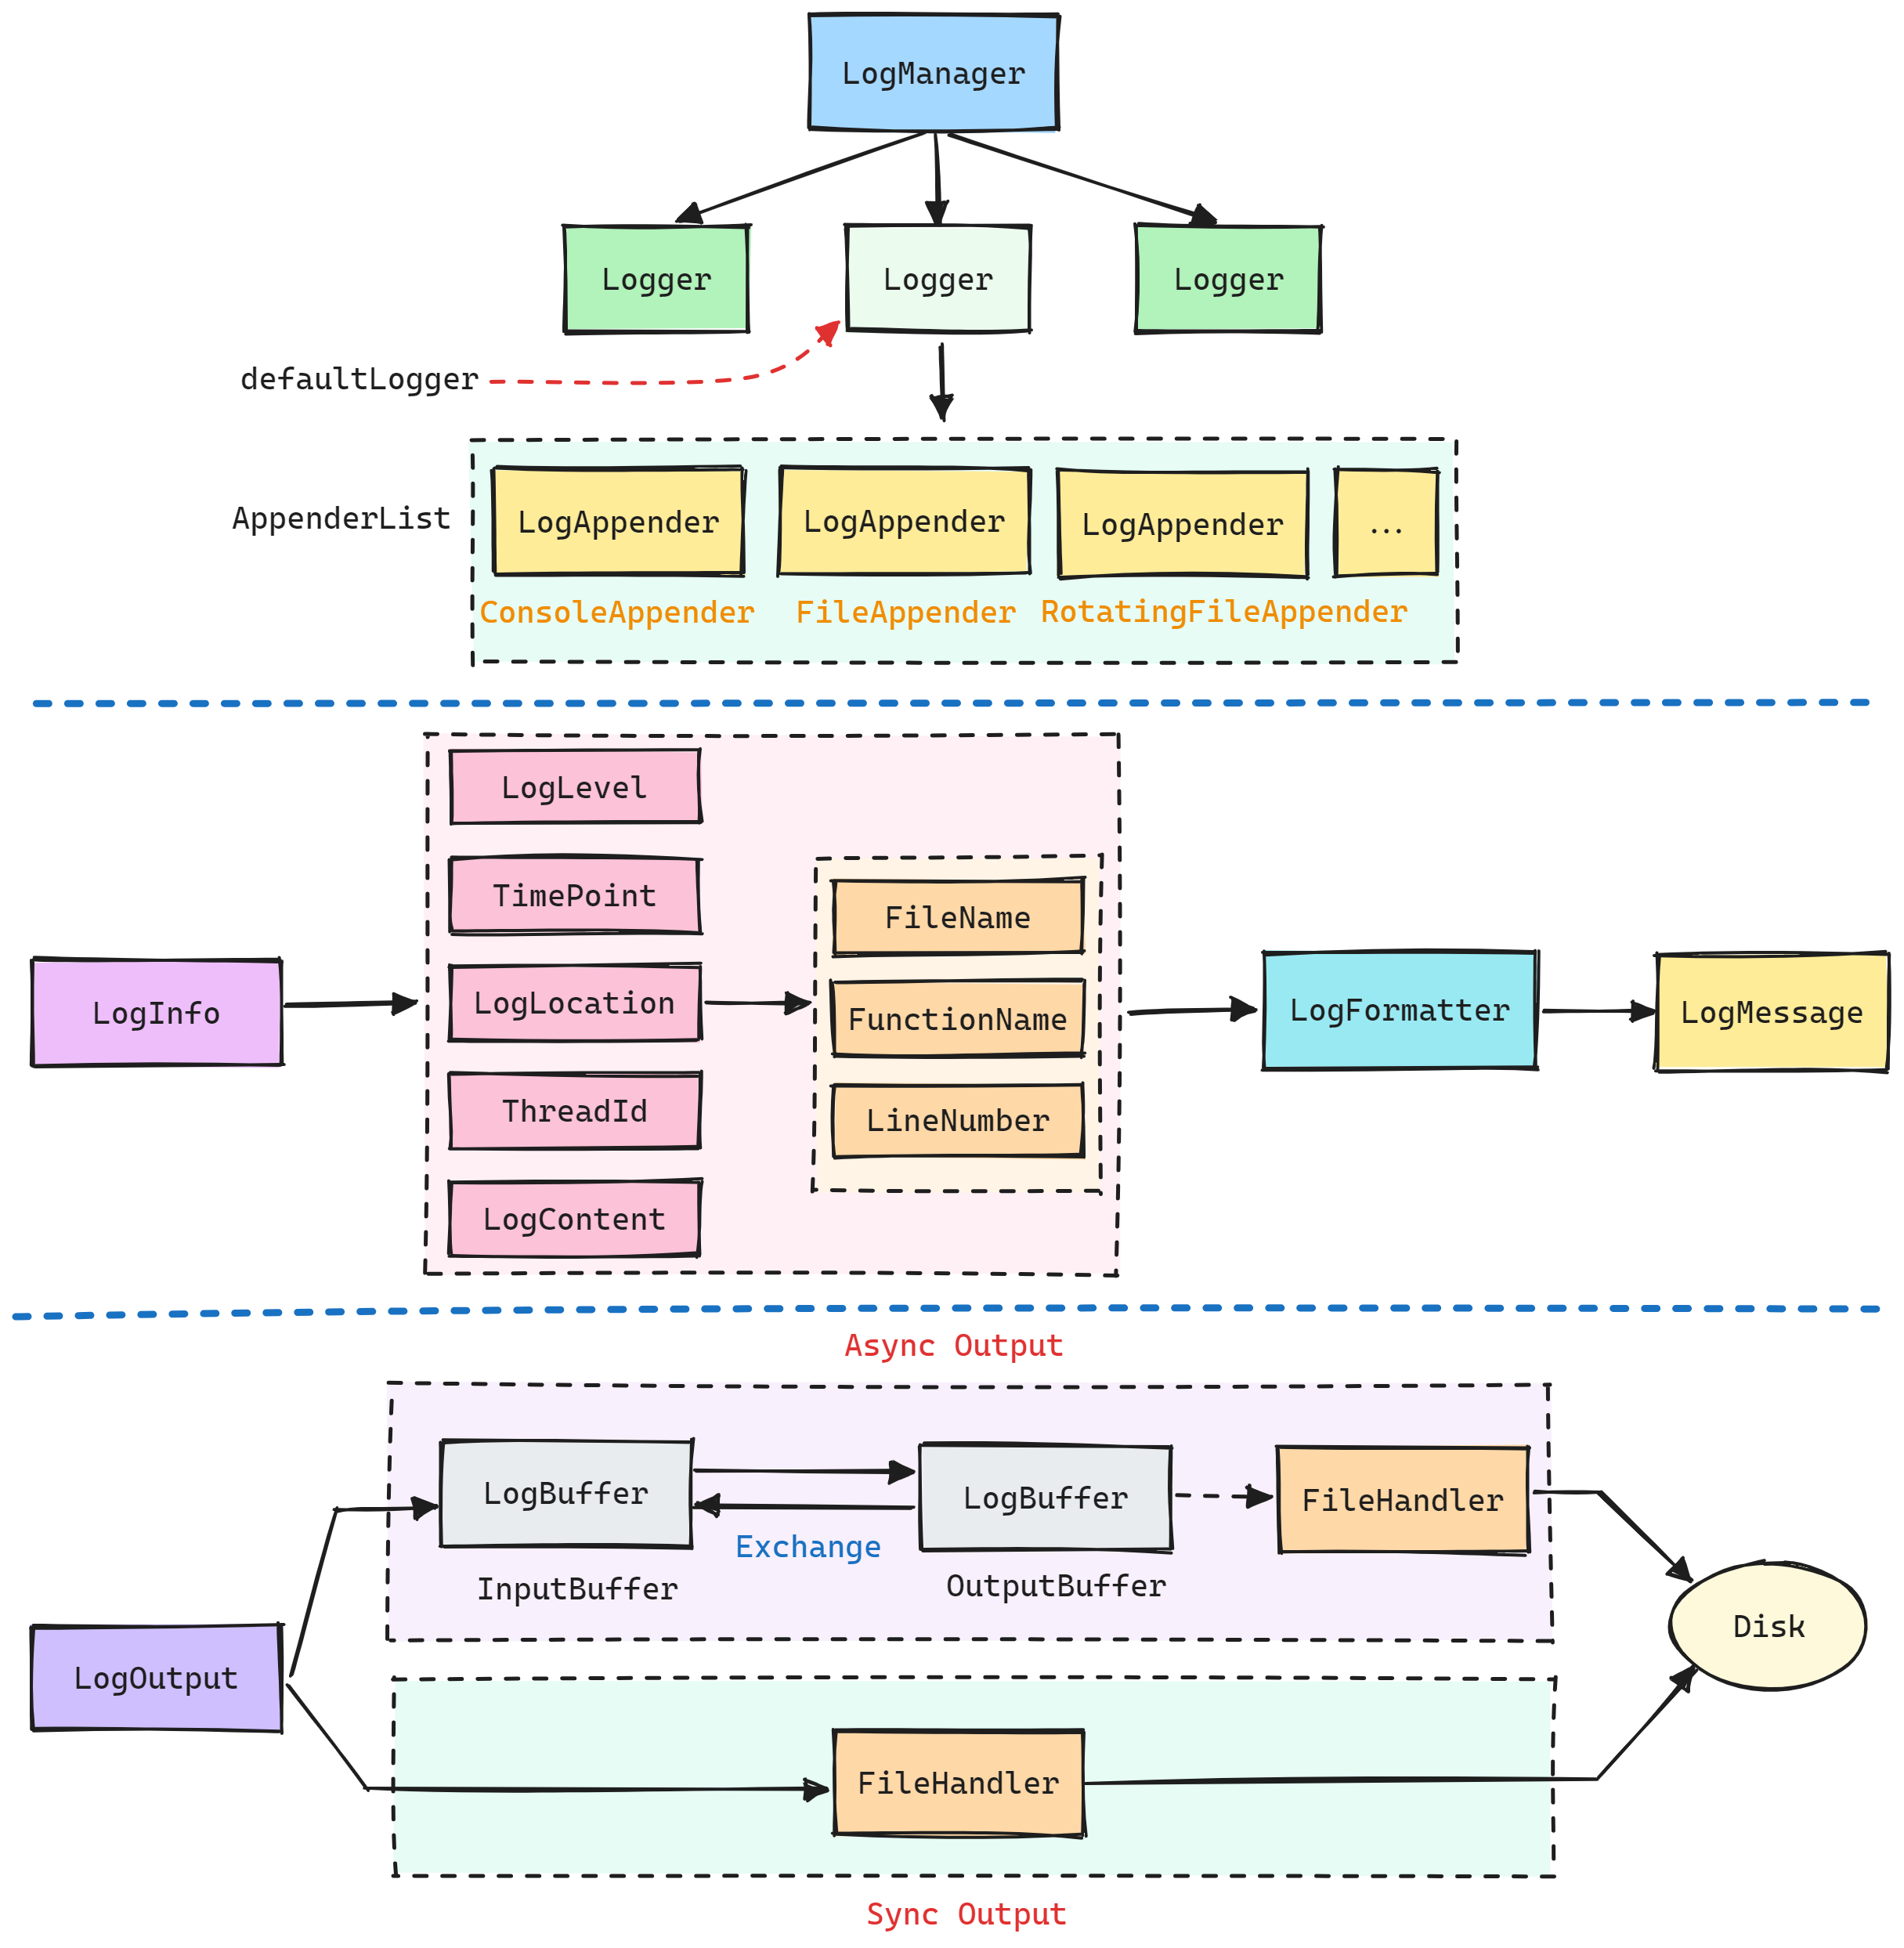 LogManager
Logger
Logger
Logger
defaultLogger
AppenderList
LogAppender
LogAppender
LogAppender
...
ConsoleAppender
FileAppender
RotatingFileAppender
LogLevel
TimePoint
LogLocation
ThreadId
LogContent
FileName
FunctionName
LineNumber
LogInfo
LogFormatter
LogMessage
Async Output
LogBuffer
LogBuffer
FileHandler
Exchange
InputBuffer
OutputBuffer
Disk
LogOutput
FileHandler
Sync Output